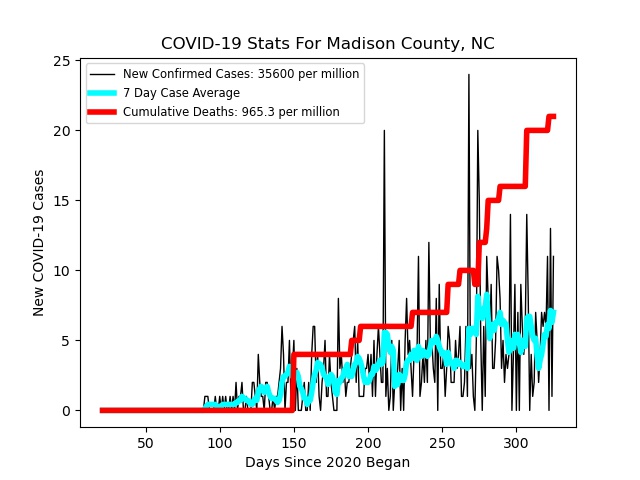 COVID-19 Stats For Madison County, NC
New Confirmed Cases: 35600 per million
7 Day Case Average
Cumulative Deaths: 965.3 per million
New COVID-19 Cases
25
20
15
10
5
0
50 100 150 200 250 300
Days Since 2020 Began